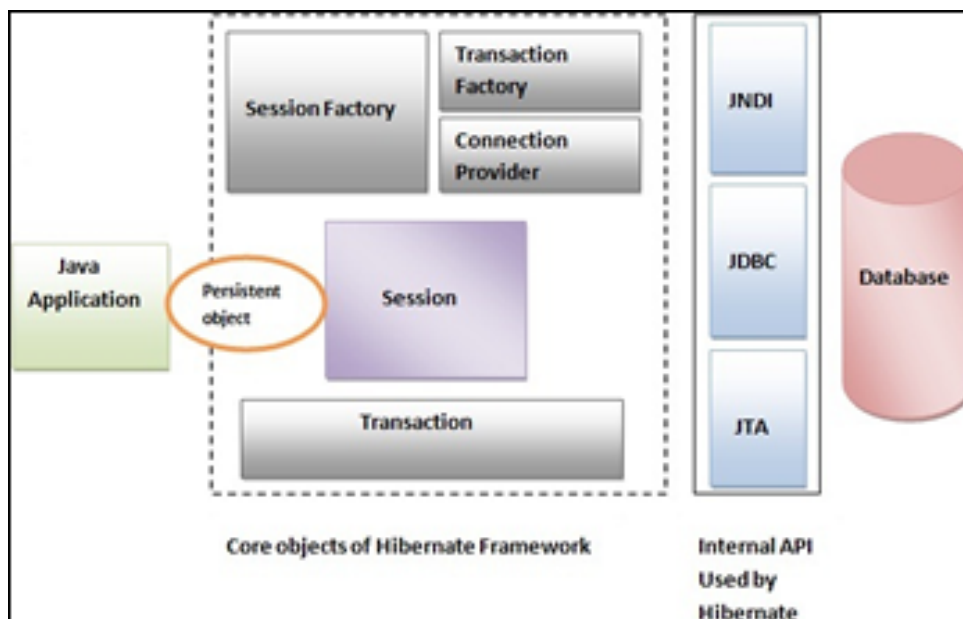 Session Factory
Transaction
Factory
Connection
Provider
JNDI
Java
Application
Persistent
object
Session
JDBC
Database
Transaction
JTA
Core objects of Hibernate Framework
Internal API
Used by
Hibernate